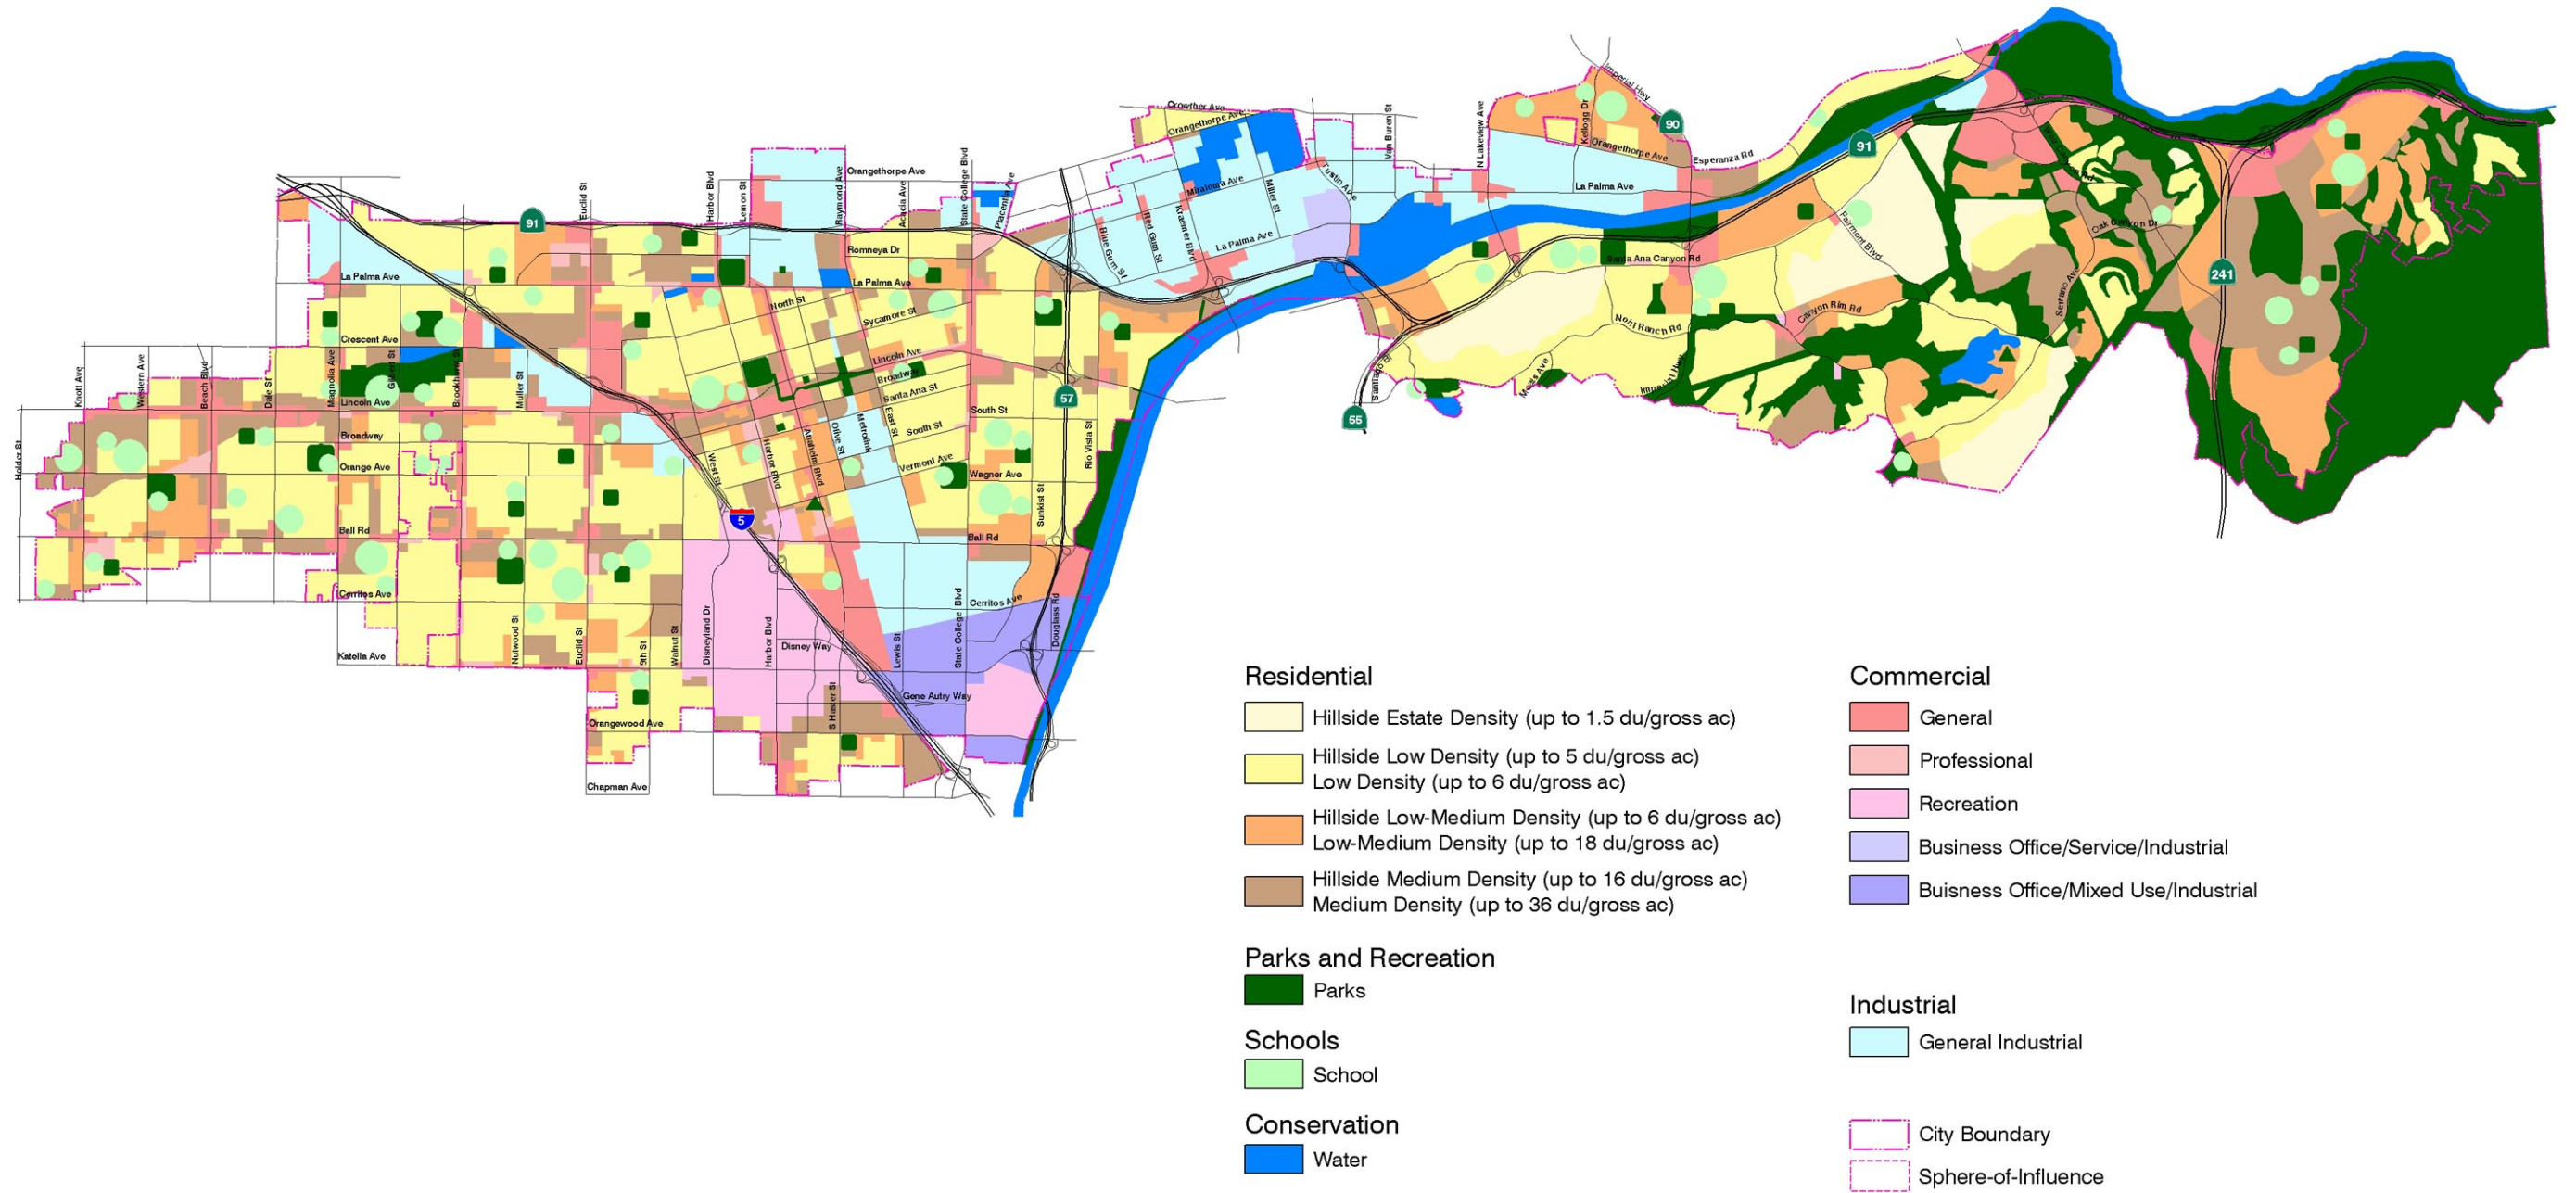 Crowther Ave
Orangethorpe Ave
Imperial Hwy
90
Kellogg Dr
N Lakeview Ave
Van Buren St
Orangethorpe Ave
Esperanza Rd
91
91
Orangethorpe Ave
Harbor Blvd
Lemon St
Raymond Ave
Acacia Ave
State College Blvd
Placentia Ave
Euclid St
91
Miraloma Ave
Miller St
Tustin Ave
La Palma Ave
Romneya Dr
Blue Gum St
Red Gum St
Kraemer Blvd
La Palma Ave
Fairmont Blvd
Oak Canyon Dr
Santa Ana Canyon Rd
241
La Palma Ave
La Palma Ave
North St
Sycamore St
Serrano Ave
Canyon Rim Rd
Nohl Ranch Rd
Crescent Ave
Lincoln Ave
Broadway
Santa Ana St
Knott Ave
Western Ave
Beach Blvd
Dale St
Magnolia Ave
Gilbert St
Brookhurst St
Muller St
Imperial Hwy
Meats Ave
57
55
Lincoln Ave
South St
East St
South St
Holder St
Broadway
Orange Ave
West St
Harbor Blvd
Anaheim Blvd
Olive St
Metrolink
Vermont Ave
Wagner Ave
Rio Vista St
Sunkist St
5
Ball Rd
Ball Rd
Cerritos Ave
Cerritos Ave
Nutwood St
Euclid St
9th St
Walnut St
Disneyland Dr
Harbor Blvd
Disney Way
Lewis St
State College Blvd
Douglass Rd
Katella Ave
S Haster St
Gene Autry Way
Orangewood Ave
Chapman Ave
Residential
Hillside Estate Density (up to 1.5 du/gross ac)
Hillside Low Density (up to 5 du/gross ac)
Low Density (up to 6 du/gross ac)
Hillside Low-Medium Density (up to 6 du/gross ac)
Low-Medium Density (up to 18 du/gross ac)
Hillside Medium Density (up to 16 du/gross ac)
Medium Density (up to 36 du/gross ac)
Parks and Recreation
Parks
Schools
School
Conservation
Water
Commercial
General
Professional
Recreation
Business Office/Service/Industrial
Buisness Office/Mixed Use/Industrial
Industrial
General Industrial
City Boundary
Sphere-of-Influence